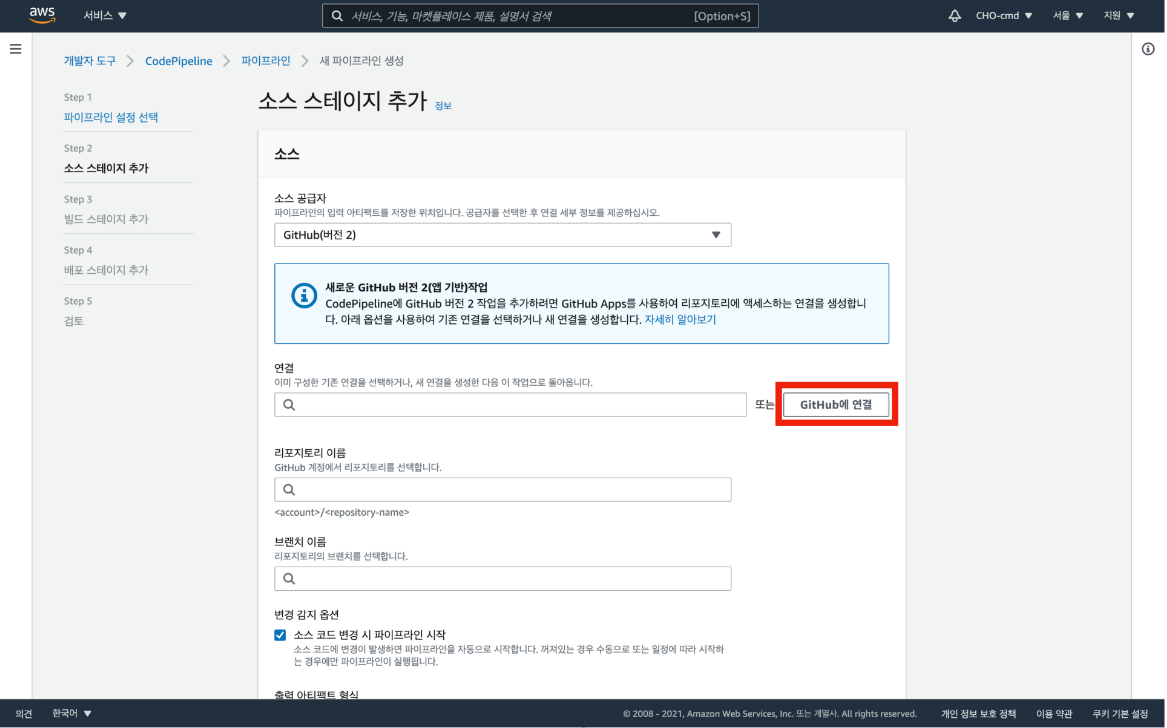 aws
서비스 ▼
서비스, 기능, 마켓플레이스 제품, 설명서 검색 [Option+S]
CHO-cmd ▼
서울 ▼
지원 ▼
개발자 도구 > CodePipeline > 파이프라인 > 새 파이프라인 생성
Step 1
파이프라인 설정 선택
Step 2
소스 스테이지 추가
Step 3
빌드 스테이지 추가
Step 4
배포 스테이지 추가
Step 5
검토
소스 스테이지 추가 정보
소스
소스 공급자
파이프라인의 입력 아티팩트를 저장한 위치입니다. 공급자를 선택한 후 연결 세부 정보를 제공하십시오.
GitHub(버전 2)
새로운 GitHub 버전 2(앱 기반)작업
CodePipeline에 GitHub 버전 2 작업을 추가하려면 GitHub Apps를 사용하여 리포지토리에 액세스하는 연결을 생성합니
다. 아래 옵션을 사용하여 기존 연결을 선택하거나 새 연결을 생성합니다. 자세히 알아보기
연결
이미 구성한 기존 연결을 선택하거나, 새 연결을 생성한 다음 이 작업으로 돌아옵니다.
또는 GitHub에 연결
리포지토리 이름
GitHub 계정에서 리포지토리를 선택합니다.
<account>/<repository-name>
브랜치 이름
리포지토리의 브랜치를 선택합니다.
변경 감지 옵션
소스 코드 변경 시 파이프라인 시작
소스 코드에 변경이 발생하면 파이프라인을 자동으로 시작합니다. 꺼져있는 경우 수동으로 또는 일정에 따라 시작하
는 경우에만 파이프라인이 실행됩니다.
출력 아티팩트 형식
의견
한국어 ▼
© 2008 - 2021, Amazon Web Services, Inc. 또는 계열사. All rights reserved.
개인 정보 보호 정책
이용 약관
쿠키 기본 설정